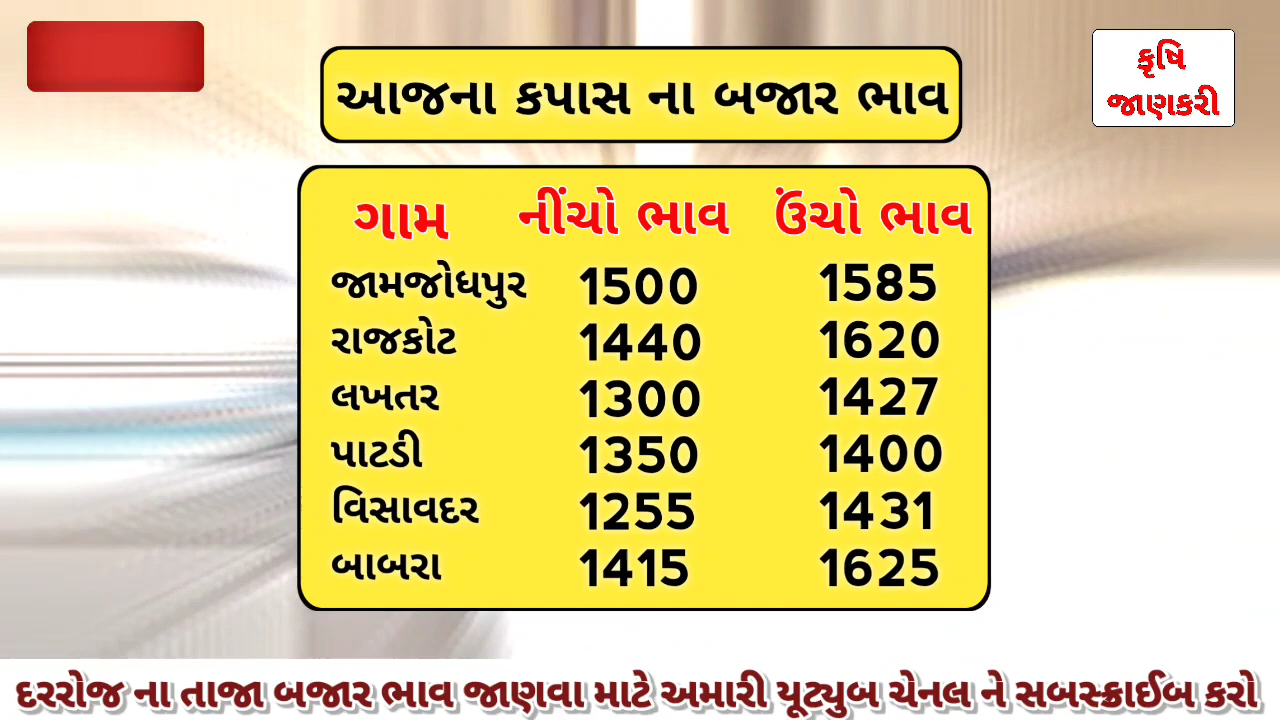 કૃષિ
જાણકરી
આજના કપાસ ના બજાર ભાવ
ગામ નીંચો ભાવ ઉંચો ભાવ
જામજોધપુર 1500 1585
રાજકોટ 1440 1620
લખતર 1300 1427
પાટડી 1350 1400
વિસાવદર 1255 1431
બાબરા 1415 1625
દરરોજ ના તાજા બજાર ભાવ જાણવા માટે અમારી યૂટ્યુબ ચેનલ ને સબસ્ક્રાઈબ કરો